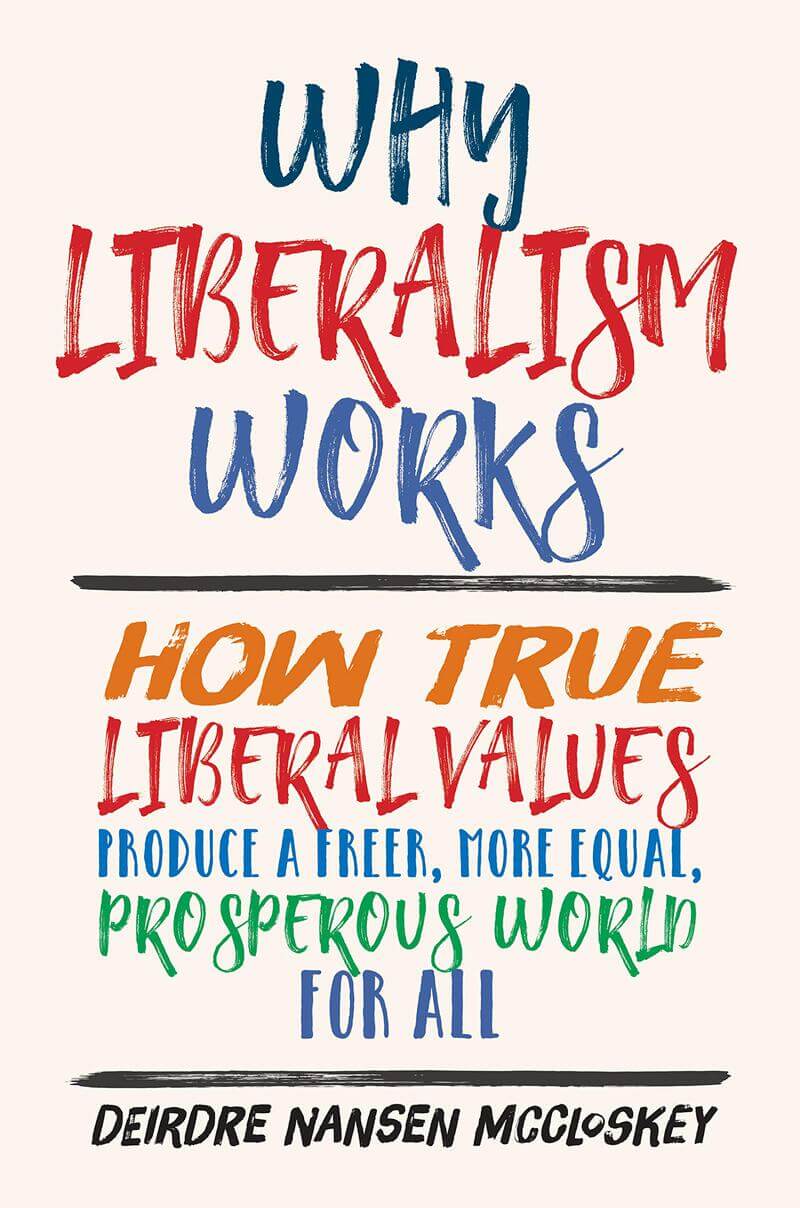 WHY
LIBERALISM
WORKS
HOW TRUE
LIBERAL VALUES
PRODUCE A FREER, MORE EQUAL,
PROSPEROUS WORLD
FOR ALL
DEIRDRE NANSEN MCCLOSKEY